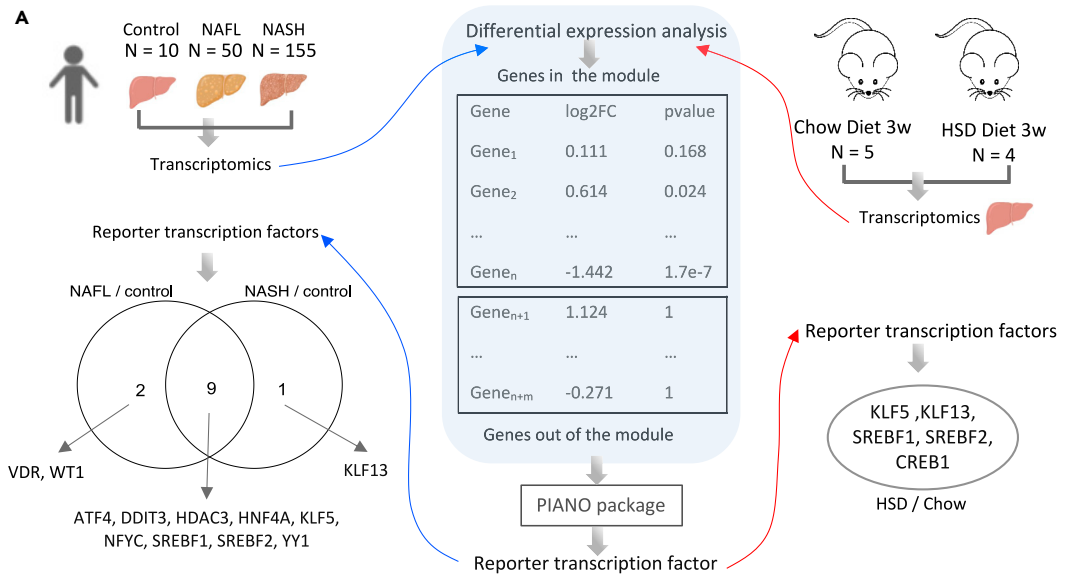 A
Control NAFL NASH
N = 10 N = 50 N = 155
Transcriptomics
Reporter transcription factors
NAFL / control NASH / control
2 9 1
VDR, WT1
KLF13
ATF4, DDIT3, HDAC3, HNF4A, KLF5,
NFYC, SREBF1, SREBF2, YY1
Differential expression analysis
Genes in the module
Gene log2FC pvalue
Gene₁ 0.111 0.168
Gene₂ 0.614 0.024
... ... ...
Geneₙ -1.442 1.7e-7
Geneₙ₊₁ 1.124 1
... ... ...
Geneₙ₊ₘ -0.271 1
Genes out of the module
PIANO package
Reporter transcription factor
Chow Diet 3w HSD Diet 3w
N = 5 N = 4
Transcriptomics
Reporter transcription factors
KLF5 ,KLF13,
SREBF1, SREBF2,
CREB1
HSD / Chow